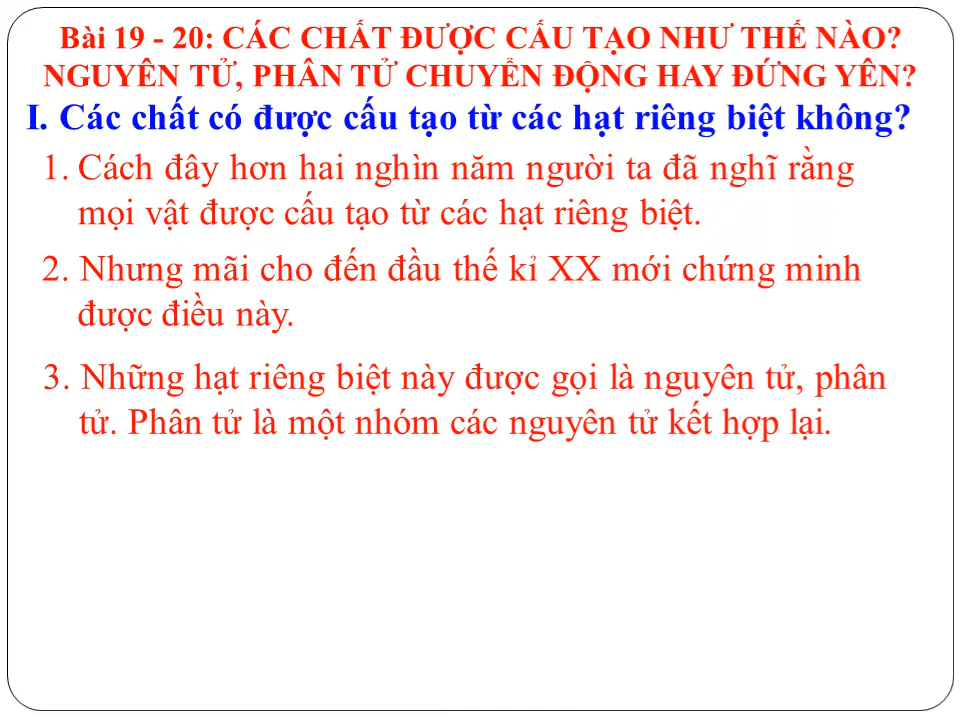 Bài 19 - 20: CÁC CHẤT ĐƯỢC CẤU TẠO NHƯ THẾ NÀO?
NGUYÊN TỬ, PHÂN TỬ CHUYỂN ĐỘNG HAY ĐỨNG YÊN?
I. Các chất có được cấu tạo từ các hạt riêng biệt không?
1. Cách đây hơn hai nghìn năm người ta đã nghĩ rằng
mọi vật được cấu tạo từ các hạt riêng biệt.
2. Nhưng mãi cho đến đầu thế kỉ XX mới chứng minh
được điều này.
3. Những hạt riêng biệt này được gọi là nguyên tử, phân
tử. Phân tử là một nhóm các nguyên tử kết hợp lại.